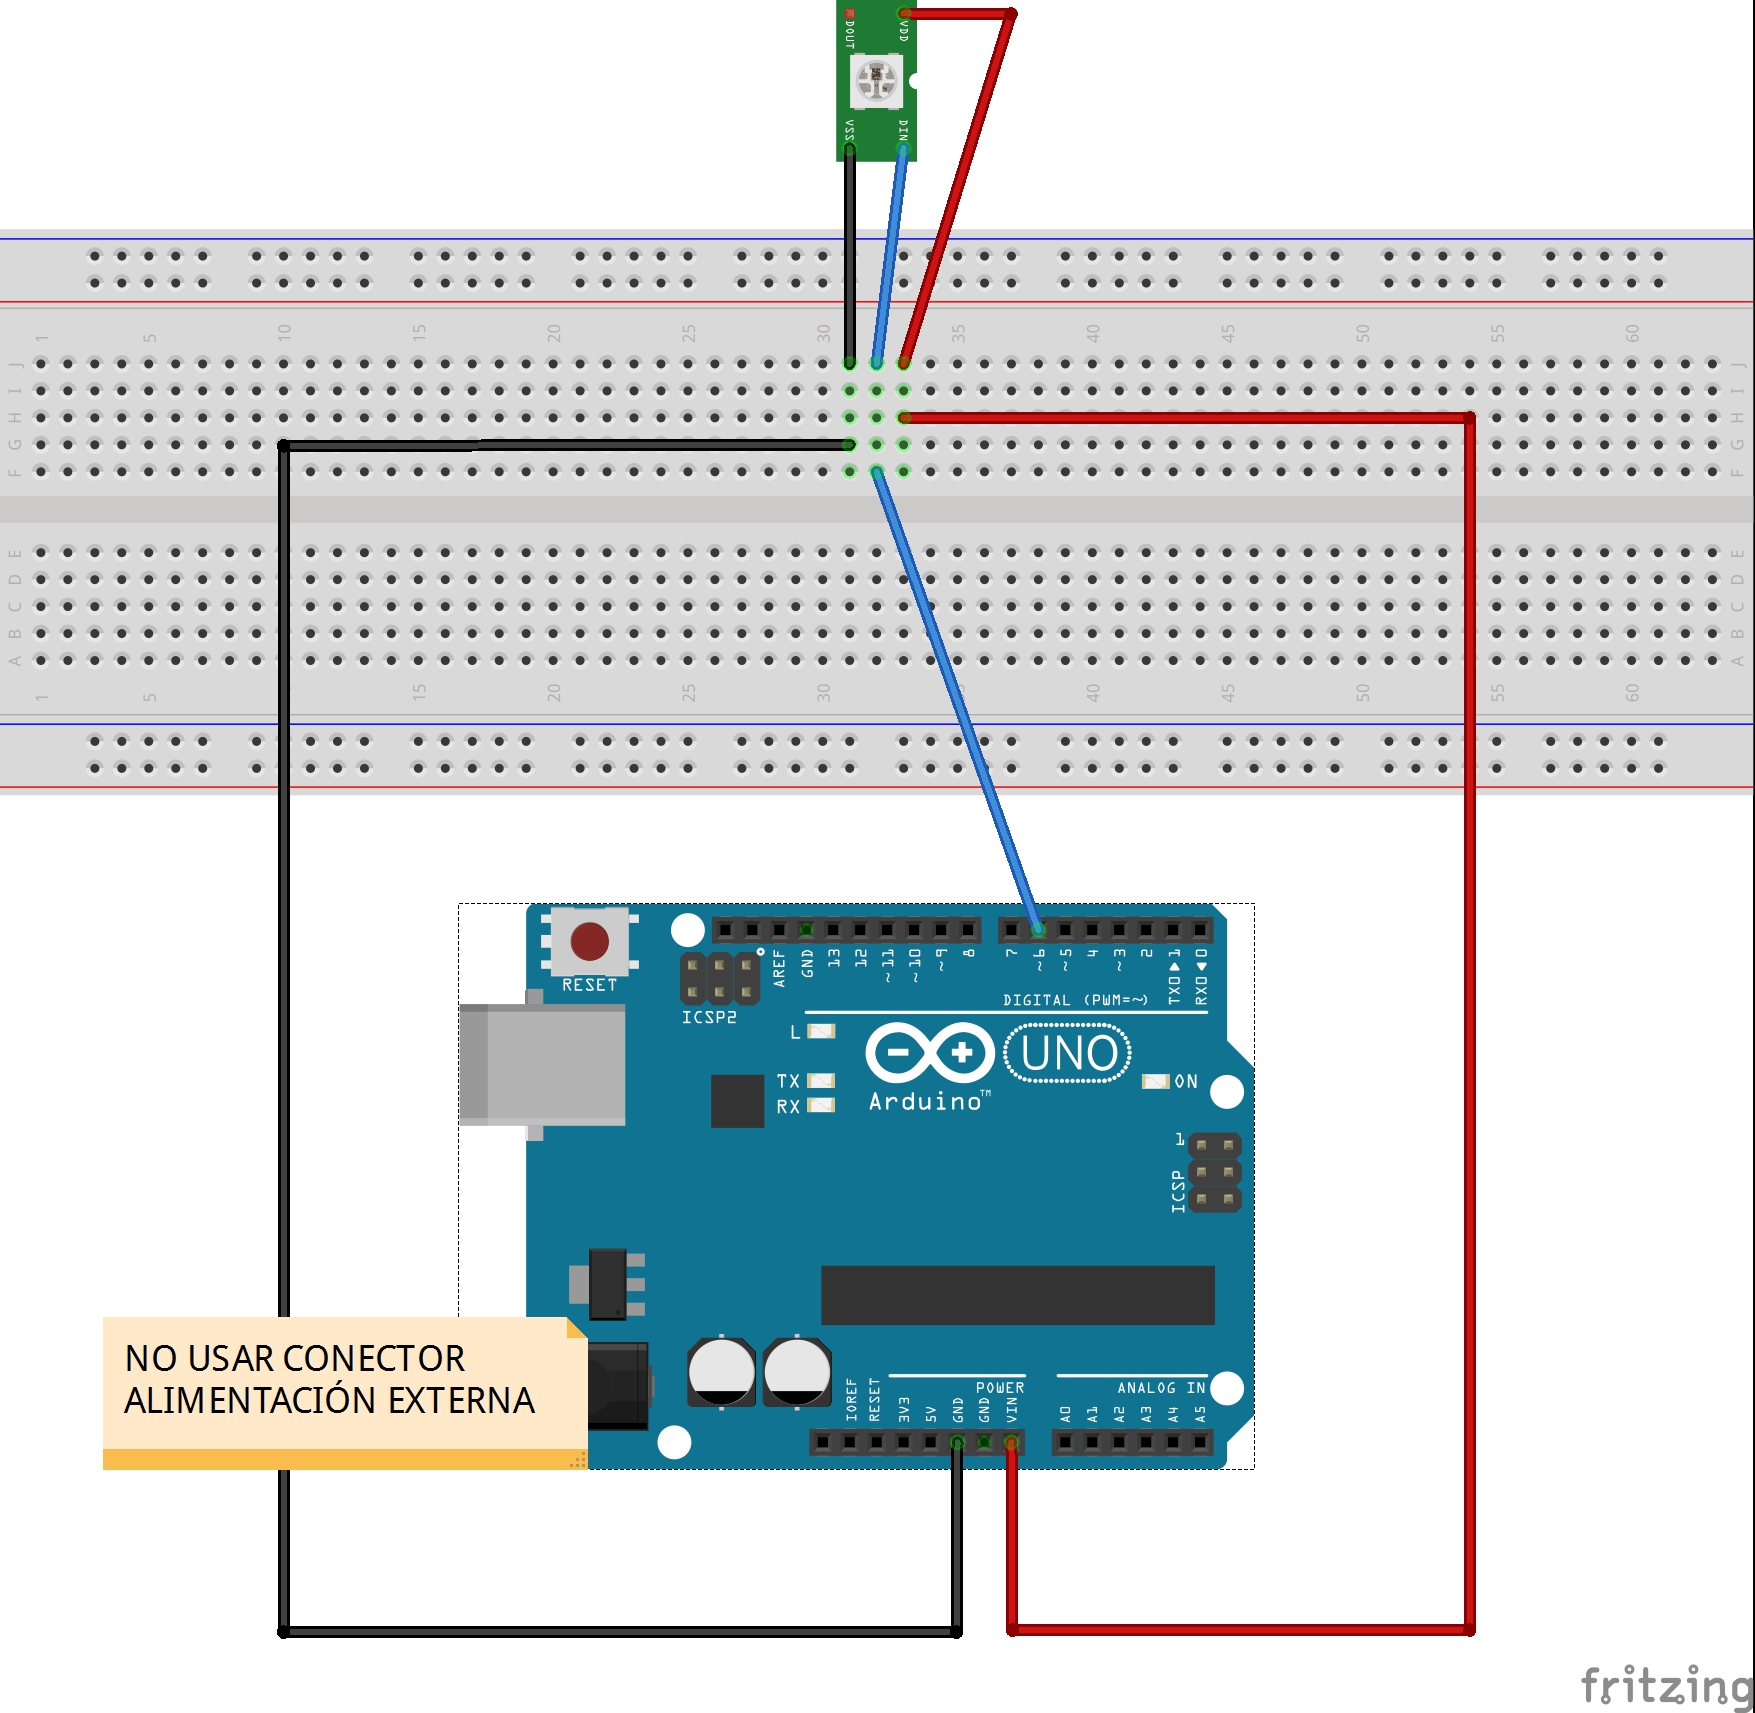 DOUT
VDD
VSS
DIN
1
5
10
15
20
25
30
35
40
45
50
55
60
J
I
H
G
F
J
I
H
G
F
E
D
C
B
A
E
D
C
B
A
1
5
15
20
25
30
40
45
50
55
60
RESET
ICSP2
AREF
GND
13
12
~11
~10
~9
8
7
~6
~5
4
~3
2
TX0▶1
RX0◀0
DIGITAL (PWM=~)
L
TX
RX
UNO
Arduino™
ON
1
ICSP
NO USAR CONECTOR
ALIMENTACIÓN EXTERNA
IOREF
RESET
3V3
5V
GND
GND
VIN
POWER
ANALOG IN
A0
A1
A2
A3
A4
A5
fritzing